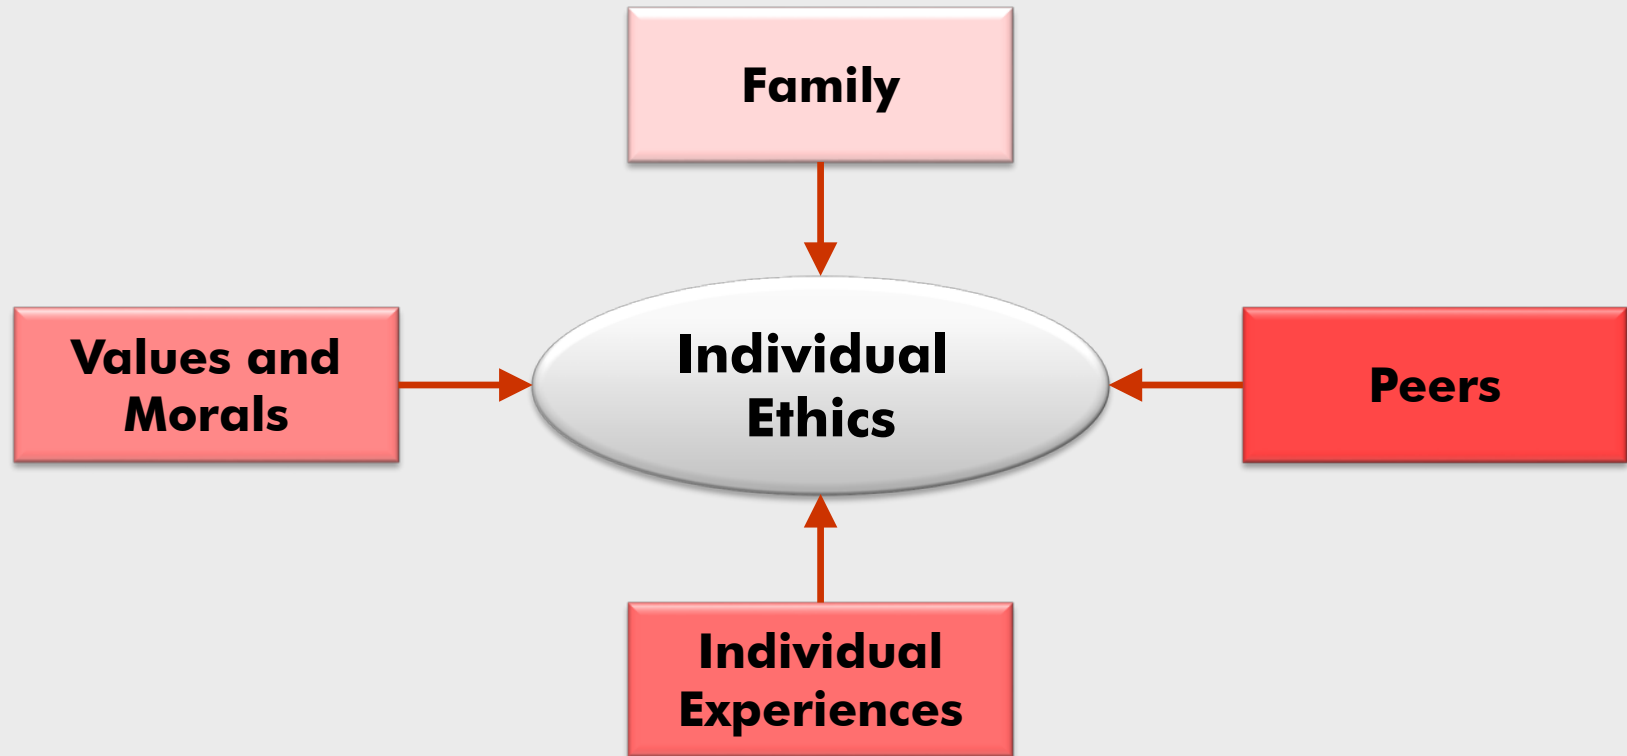 Family
Values and
Morals
Individual
Ethics
Peers
Individual
Experiences